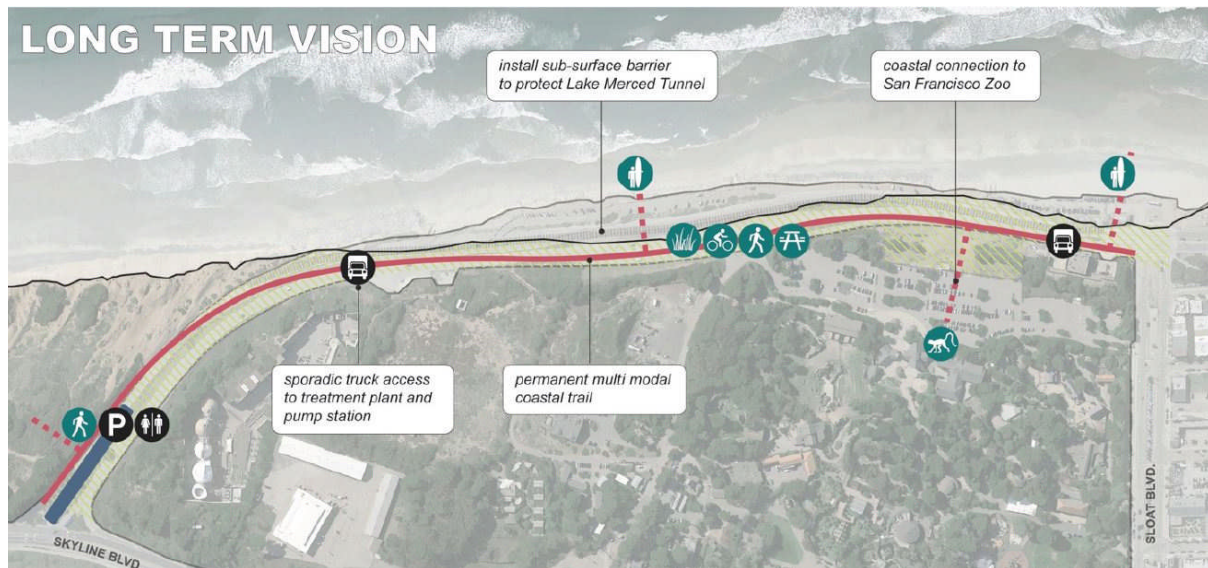 LONG TERM VISION
install sub-surface barrier
to protect Lake Merced Tunnel
coastal connection to
San Francisco Zoo
sporadic truck access
to treatment plant and
pump station
permanent multi modal
coastal trail
P
SKYLINE BLVD.
SLOAT BLVD.